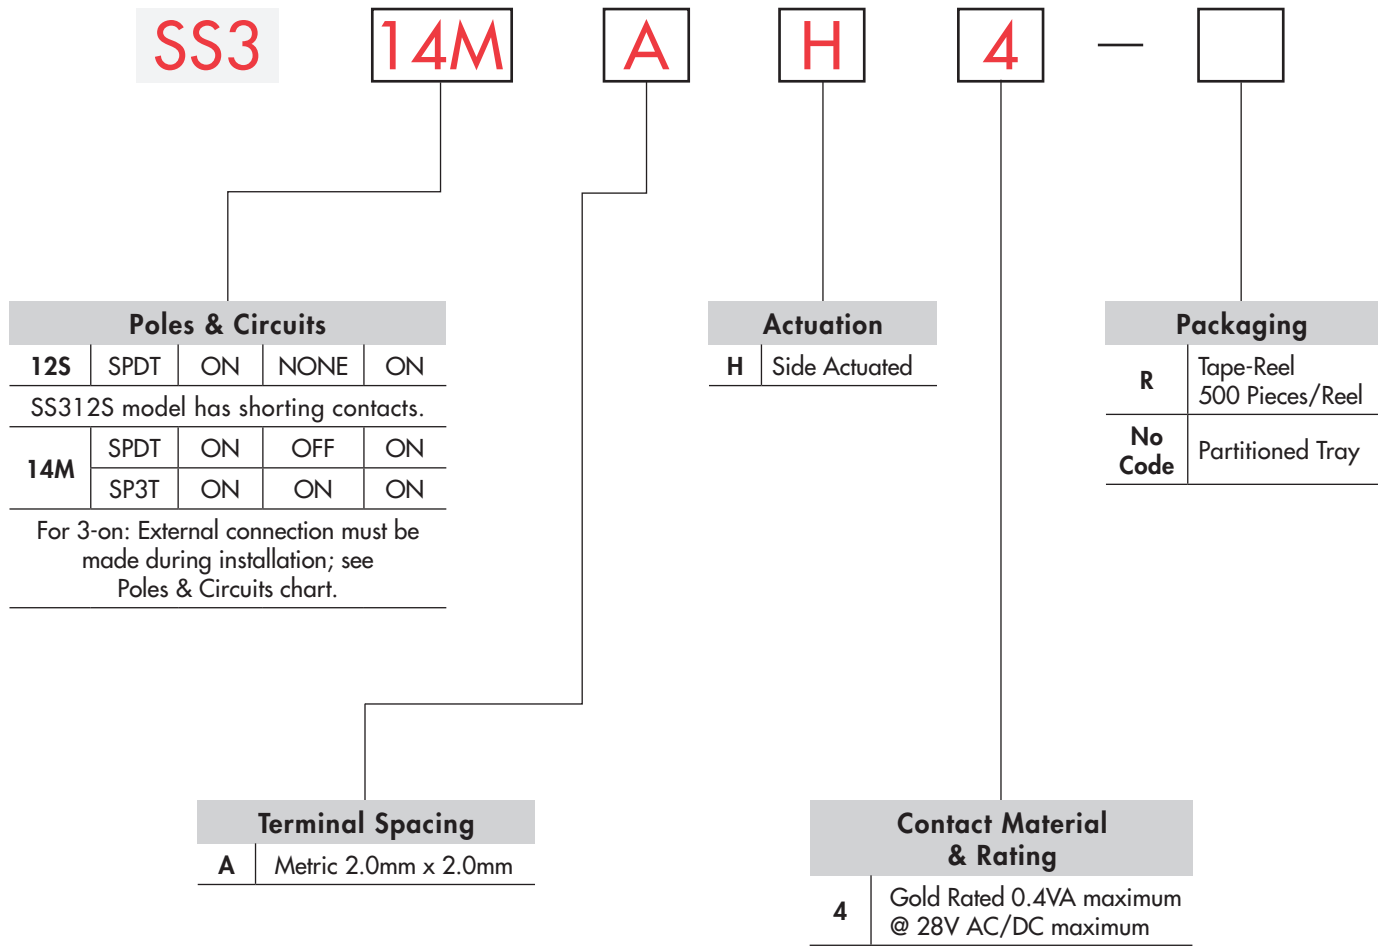 SS3 14M A H 4 —
Poles & Circuits
12S SPDT ON NONE ON
SS312S model has shorting contacts.
14M SPDT ON OFF ON
SP3T ON ON ON
For 3-on: External connection must be
made during installation; see
Poles & Circuits chart.
Actuation
H Side Actuated
Packaging
R Tape-Reel
500 Pieces/Reel
No
Code Partitioned Tray
Terminal Spacing
A Metric 2.0mm x 2.0mm
Contact Material
& Rating
4 Gold Rated 0.4VA maximum
@ 28V AC/DC maximum